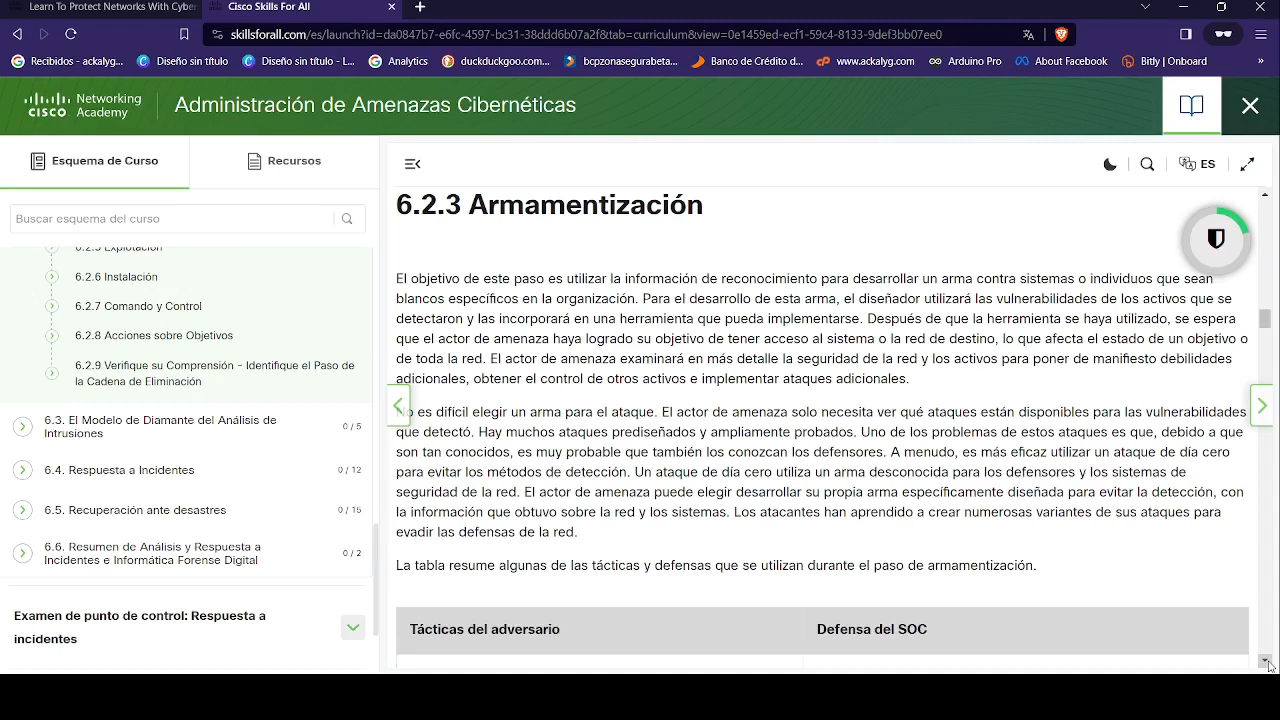 Learn To Protect Networks With Cyber
Cisco Skills For All
skillsforall.com/es/launch?id=da0847b7-e6fc-4597-bc31-38ddd6b07a2f&tab=curriculum&view=0e1459ed-ecf1-59c4-8133-9def3bb07ee0
Recibidos - ackalyg...
Diseño sin título
Diseño sin título - L...
Analytics
duckduckgoo.com...
bcpzonasegurabeta...
Banco de Crédito d...
www.ackalyg.com
Arduino Pro
About Facebook
Bitly | Onboard
»
CISCO
Networking
Academy
Administración de Amenazas Cibernéticas
Esquema de Curso
Recursos
ES
Buscar esquema del curso
6.2.5 Explotación
6.2.6 Instalación
6.2.7 Comando y Control
6.2.8 Acciones sobre Objetivos
6.2.9 Verifique su Comprensión - Identifique el Paso de
la Cadena de Eliminación
6.3. El Modelo de Diamante del Análisis de
Intrusiones
0 / 5
6.4. Respuesta a Incidentes
0 / 12
6.5. Recuperación ante desastres
0 / 15
6.6. Resumen de Análisis y Respuesta a
Incidentes e Informática Forense Digital
0 / 2
Examen de punto de control: Respuesta a
incidentes
6.2.3 Armamentización
El objetivo de este paso es utilizar la información de reconocimiento para desarrollar un arma contra sistemas o individuos que sean
blancos específicos en la organización. Para el desarrollo de esta arma, el diseñador utilizará las vulnerabilidades de los activos que se
detectaron y las incorporará en una herramienta que pueda implementarse. Después de que la herramienta se haya utilizado, se espera
que el actor de amenaza haya logrado su objetivo de tener acceso al sistema o la red de destino, lo que afecta el estado de un objetivo o
de toda la red. El actor de amenaza examinará en más detalle la seguridad de la red y los activos para poner de manifiesto debilidades
adicionales, obtener el control de otros activos e implementar ataques adicionales.
No es difícil elegir un arma para el ataque. El actor de amenaza solo necesita ver qué ataques están disponibles para las vulnerabilidades
que detectó. Hay muchos ataques prediseñados y ampliamente probados. Uno de los problemas de estos ataques es que, debido a que
son tan conocidos, es muy probable que también los conozcan los defensores. A menudo, es más eficaz utilizar un ataque de día cero
para evitar los métodos de detección. Un ataque de día cero utiliza un arma desconocida para los defensores y los sistemas de
seguridad de la red. El actor de amenaza puede elegir desarrollar su propia arma específicamente diseñada para evitar la detección, con
la información que obtuvo sobre la red y los sistemas. Los atacantes han aprendido a crear numerosas variantes de sus ataques para
evadir las defensas de la red.
La tabla resume algunas de las tácticas y defensas que se utilizan durante el paso de armamentización.
Tácticas del adversario
Defensa del SOC